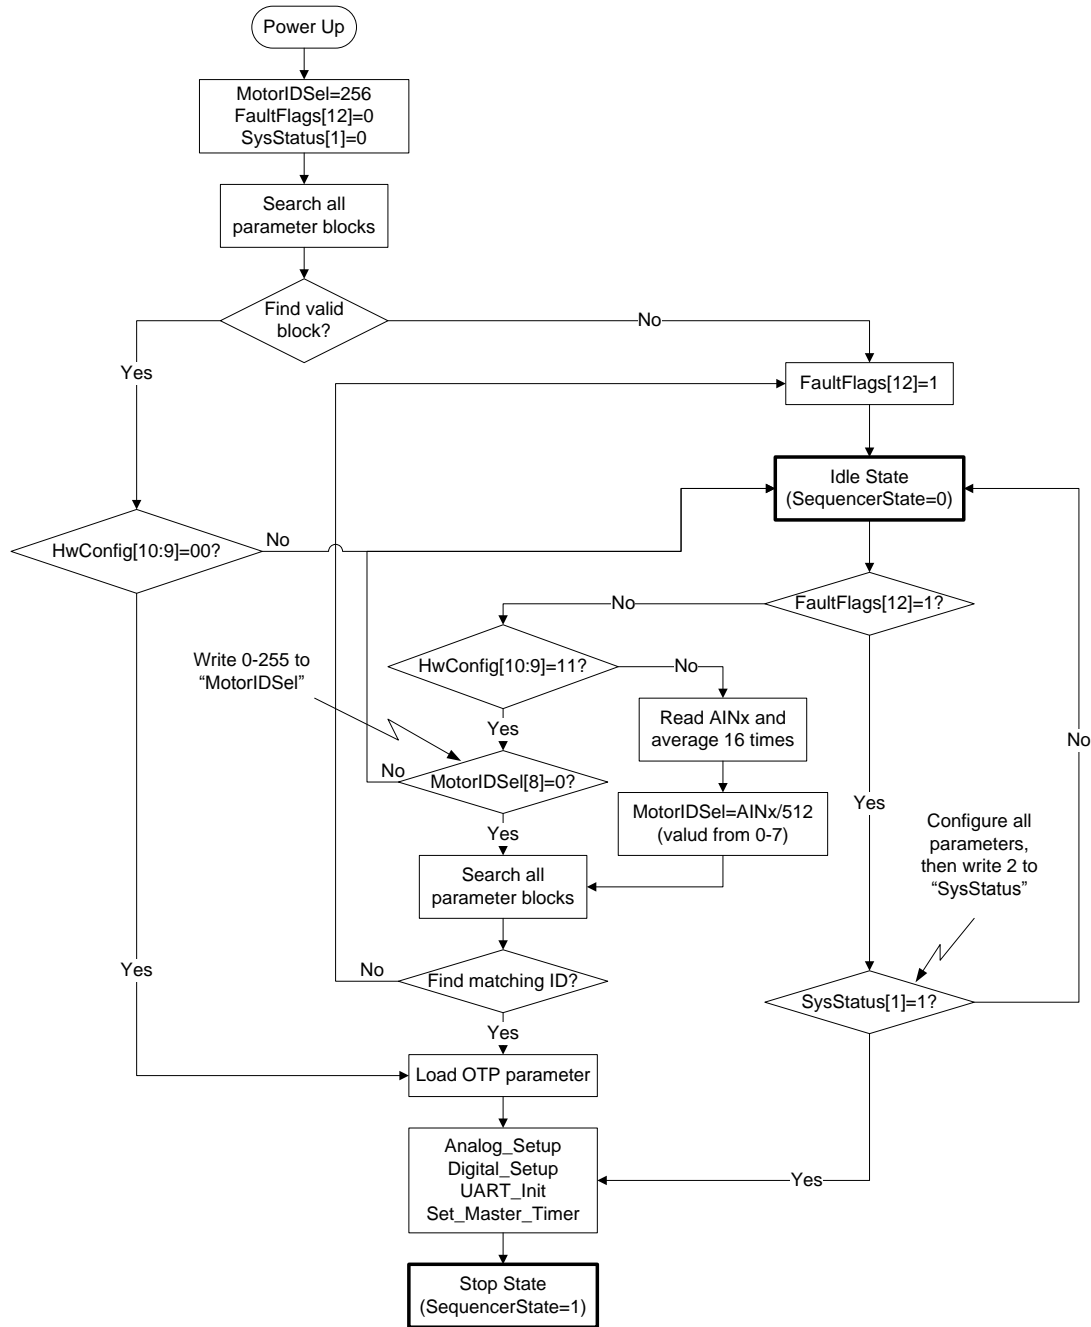 Power Up
MotorIDSel=256
FaultFlags[12]=0
SysStatus[1]=0
Search all
parameter blocks
Find valid
block?
No
Yes
FaultFlags[12]=1
Idle State
(SequencerState=0)
HwConfig[10:9]=00?
No
FaultFlags[12]=1?
No
HwConfig[10:9]=11?
No
Write 0-255 to
“MotorIDSel”
Read AINx and
average 16 times
Yes
No
MotorIDSel[8]=0?
No
MotorIDSel=AINx/512
(valud from 0-7)
Yes
Configure all
parameters,
then write 2 to
“SysStatus”
Yes
Search all
parameter blocks
Yes
No
Find matching ID?
SysStatus[1]=1?
Yes
Load OTP parameter
Analog_Setup
Digital_Setup
UART_Init
Set_Master_Timer
Yes
Stop State
(SequencerState=1)